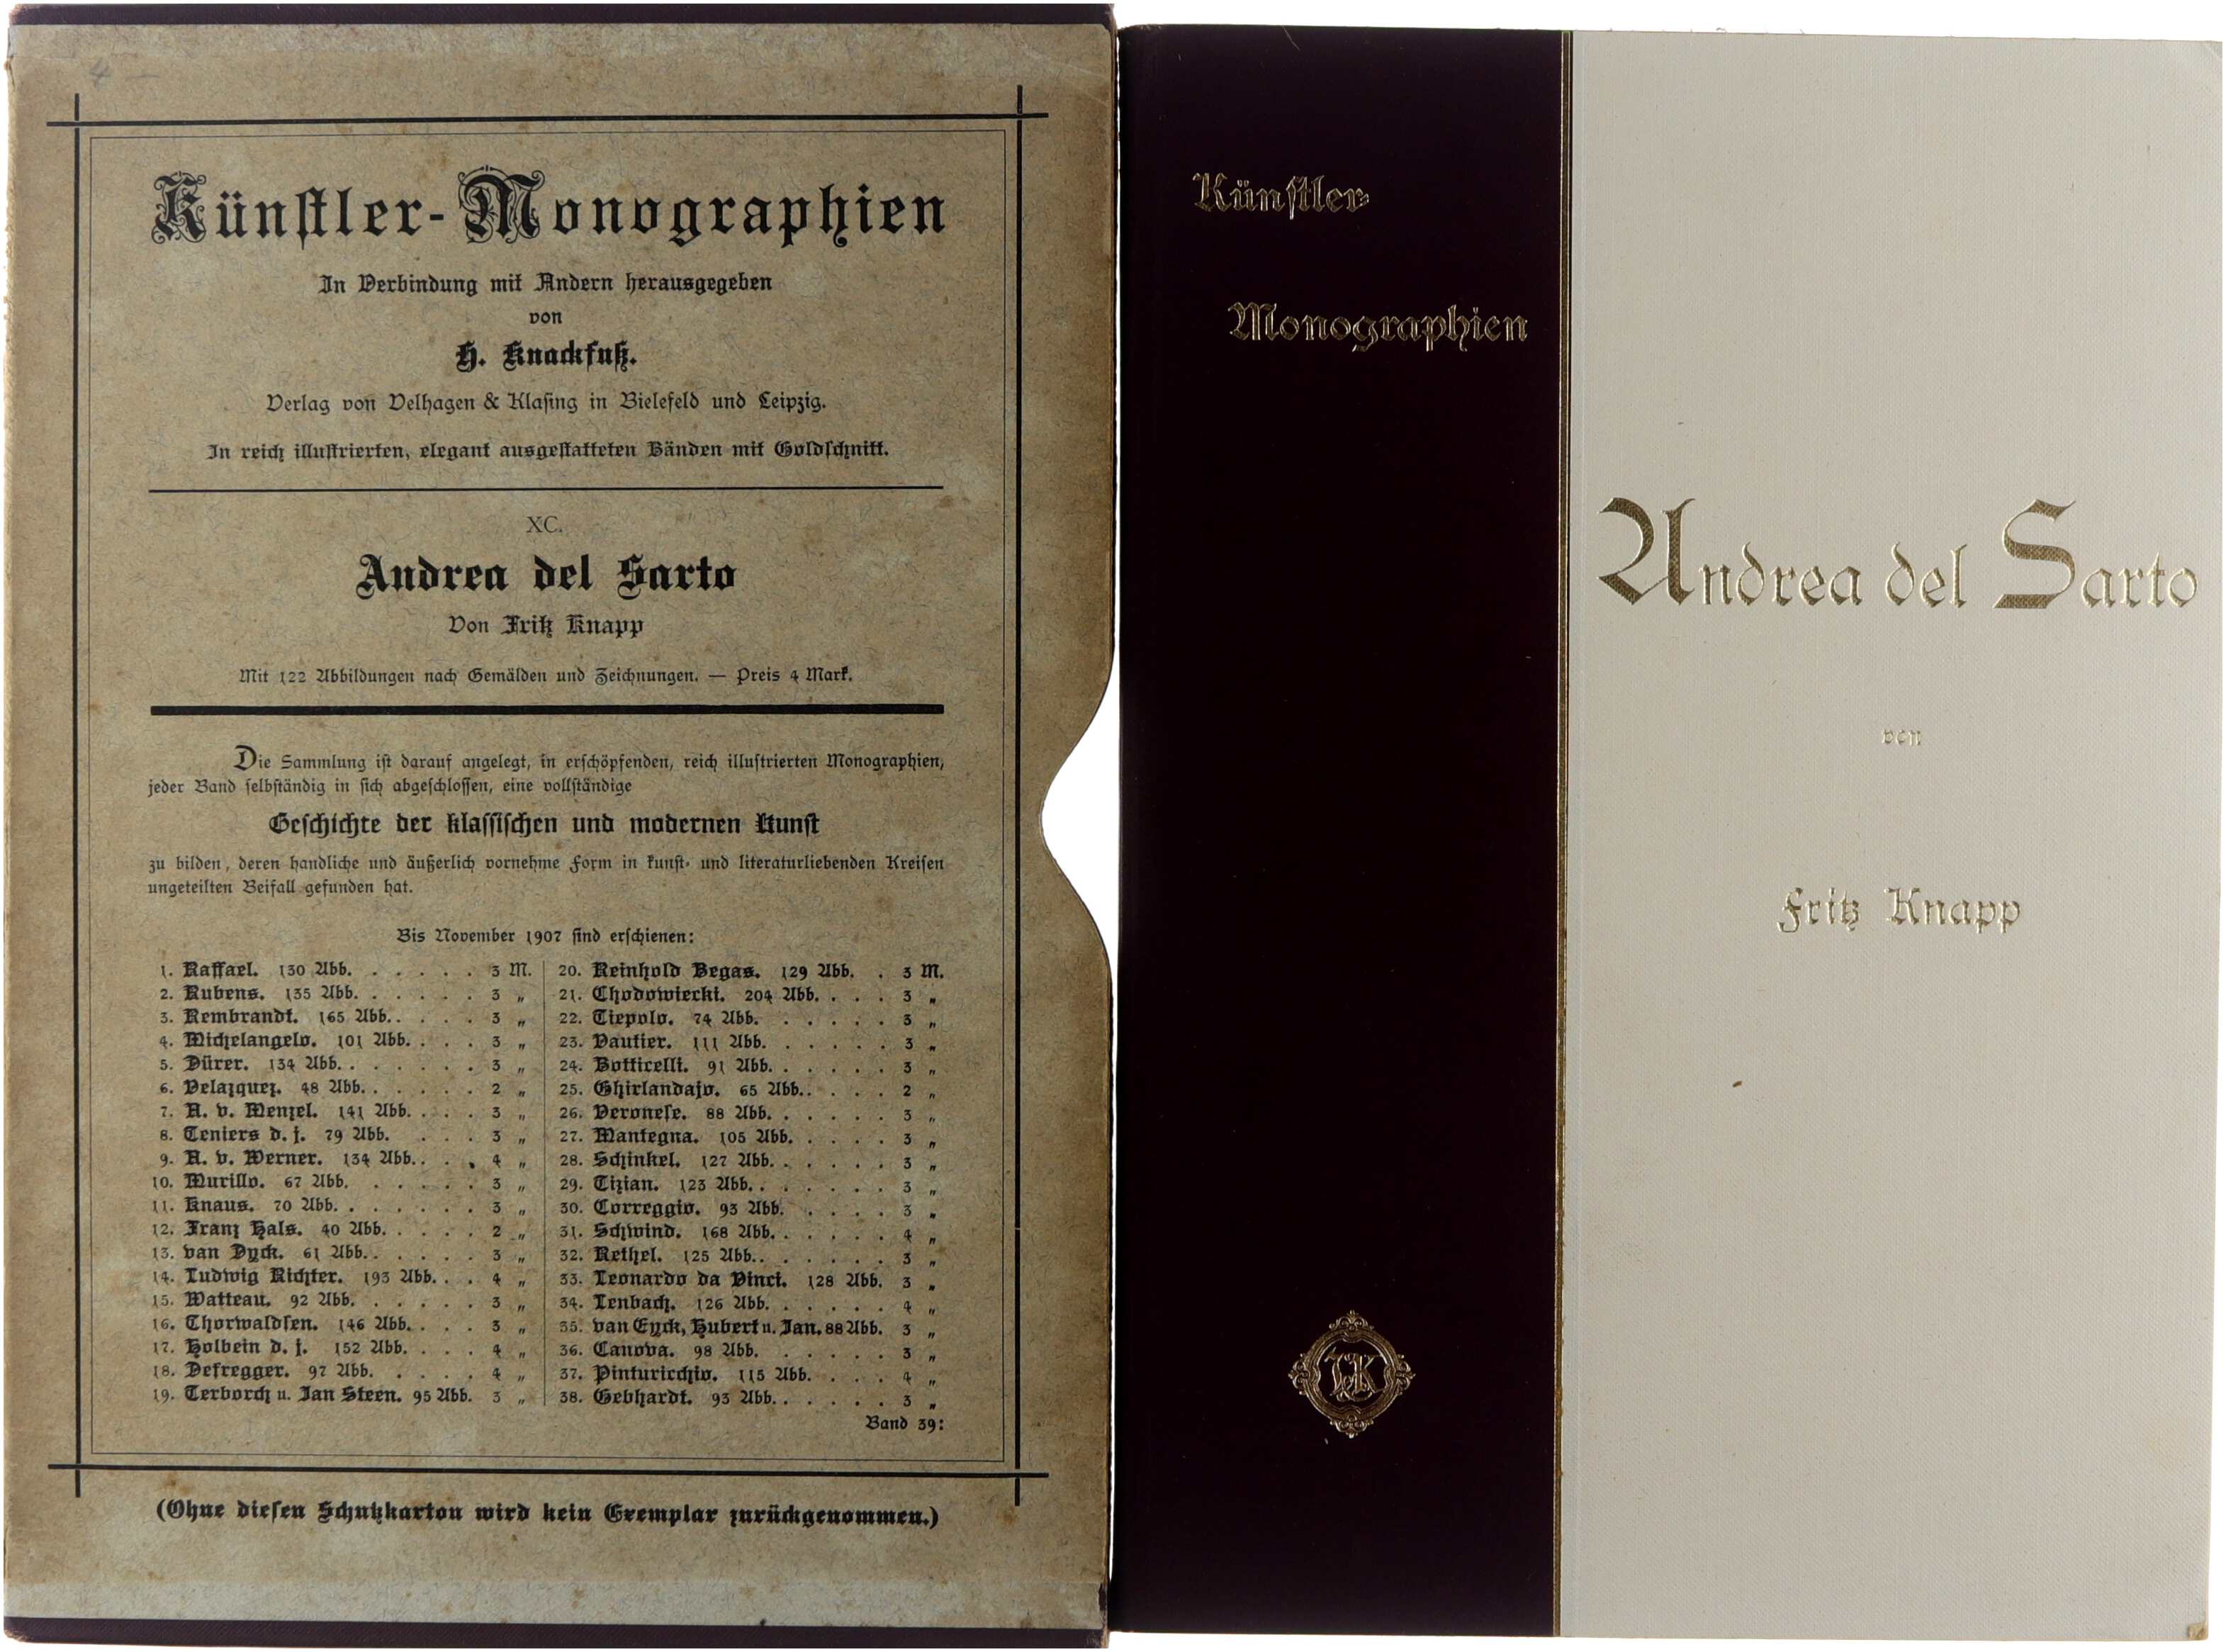 4 —
Künstler-Monographien
In Verbindung mit Andern herausgegeben
von
H. Knackfuß.
Verlag von Velhagen & Klasing in Bielefeld und Leipzig.
In reich illustrierten, elegant ausgestatteten Bänden mit Goldschnitt.
XC.
Andrea del Sarto
Von Fritz Knapp
Mit 122 Abbildungen nach Gemälden und Zeichnungen. — Preis 4 Mark.
Die Sammlung ist darauf angelegt, in erschöpfenden, reich illustrierten Monographien,
jeder Band selbständig in sich abgeschlossen, eine vollständige
Geschichte der klassischen und modernen Kunst
zu bilden, deren handliche und äußerlich vornehme Form in kunst- und literaturliebenden Kreisen
ungeteilten Beifall gefunden hat.
Bis November 1907 sind erschienen:
1. Raffael. 130 Abb. . . . . . 3 M.
2. Rubens. 135 Abb. . . . . . 3 „
3. Rembrandt. 165 Abb. . . . . 3 „
4. Michelangelo. 101 Abb. . . . 3 „
5. Dürer. 134 Abb. . . . . . . 3 „
6. Velazquez. 48 Abb. . . . . . 2 „
7. A. v. Menzel. 141 Abb. . . . 3 „
8. Teniers d. j. 79 Abb. . . . 3 „
9. A. v. Werner. 134 Abb. . . . 4 „
10. Murillo. 67 Abb. . . . . . 3 „
11. Knaus. 70 Abb. . . . . . . 3 „
12. Franz Hals. 40 Abb. . . . . 2 „
13. van Dyck. 61 Abb. . . . . . 3 „
14. Ludwig Richter. 193 Abb. . . 4 „
15. Watteau. 92 Abb. . . . . . 3 „
16. Thorwaldsen. 146 Abb. . . . 3 „
17. Holbein d. j. 152 Abb. . . . 4 „
18. Defregger. 97 Abb. . . . . 4 „
19. Terborch u. Jan Steen. 95 Abb. 3 „
20. Reinhold Begas. 129 Abb. . 3 M.
21. Chodowiecki. 204 Abb. . . . 3 „
22. Tiepolo. 74 Abb. . . . . . 3 „
23. Vautier. 111 Abb. . . . . . 3 „
24. Botticelli. 91 Abb. . . . . . 3 „
25. Ghirlandajo. 65 Abb. . . . . 2 „
26. Veronese. 88 Abb. . . . . . 3 „
27. Mantegna. 105 Abb. . . . . 3 „
28. Schinkel. 127 Abb. . . . . . 3 „
29. Tizian. 123 Abb. . . . . . . 3 „
30. Correggio. 93 Abb. . . . . 3 „
31. Schwind. 168 Abb. . . . . . 4 „
32. Rethel. 125 Abb. . . . . . . 3 „
33. Leonardo da Vinci. 128 Abb. 3 „
34. Lenbach. 126 Abb. . . . . . 4 „
35. van Eyck, Hubert u. Jan. 88 Abb. 3 „
36. Canova. 98 Abb. . . . . . 3 „
37. Pinturicchio. 115 Abb. . . . 4 „
38. Gebhardt. 93 Abb. . . . . . 3 „
Band 39:
(Ohne diesen Schutzkarton wird kein Exemplar zurückgenommen.)
Künstler-
Monographien
VK
Andrea del Sarto
von
Fritz Knapp